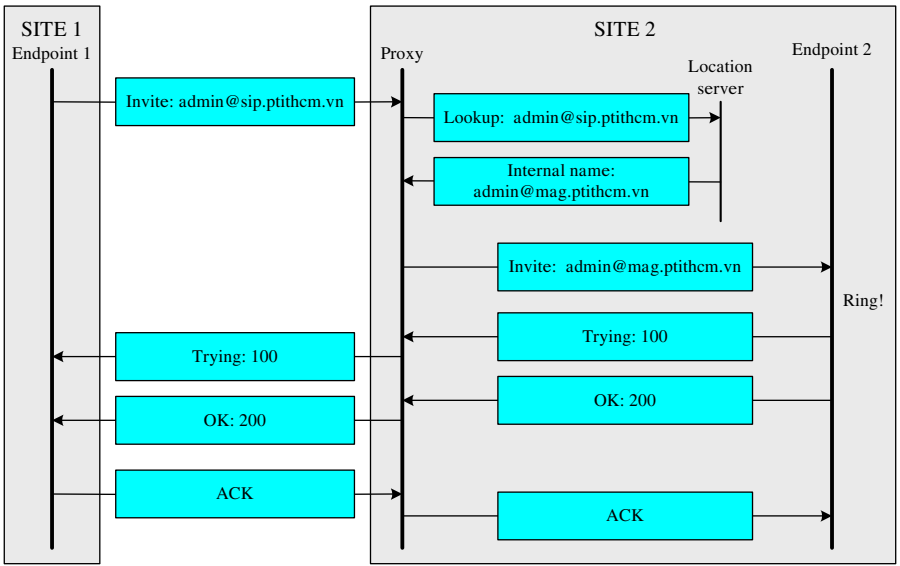 SITE 1
SITE 2
Endpoint 1
Proxy
Endpoint 2
Location
server
Invite: admin@sip.ptithcm.vn
Lookup: admin@sip.ptithcm.vn
Internal name:
admin@mag.ptithcm.vn
Invite: admin@mag.ptithcm.vn
Ring!
Trying: 100
Trying: 100
OK: 200
OK: 200
ACK
ACK